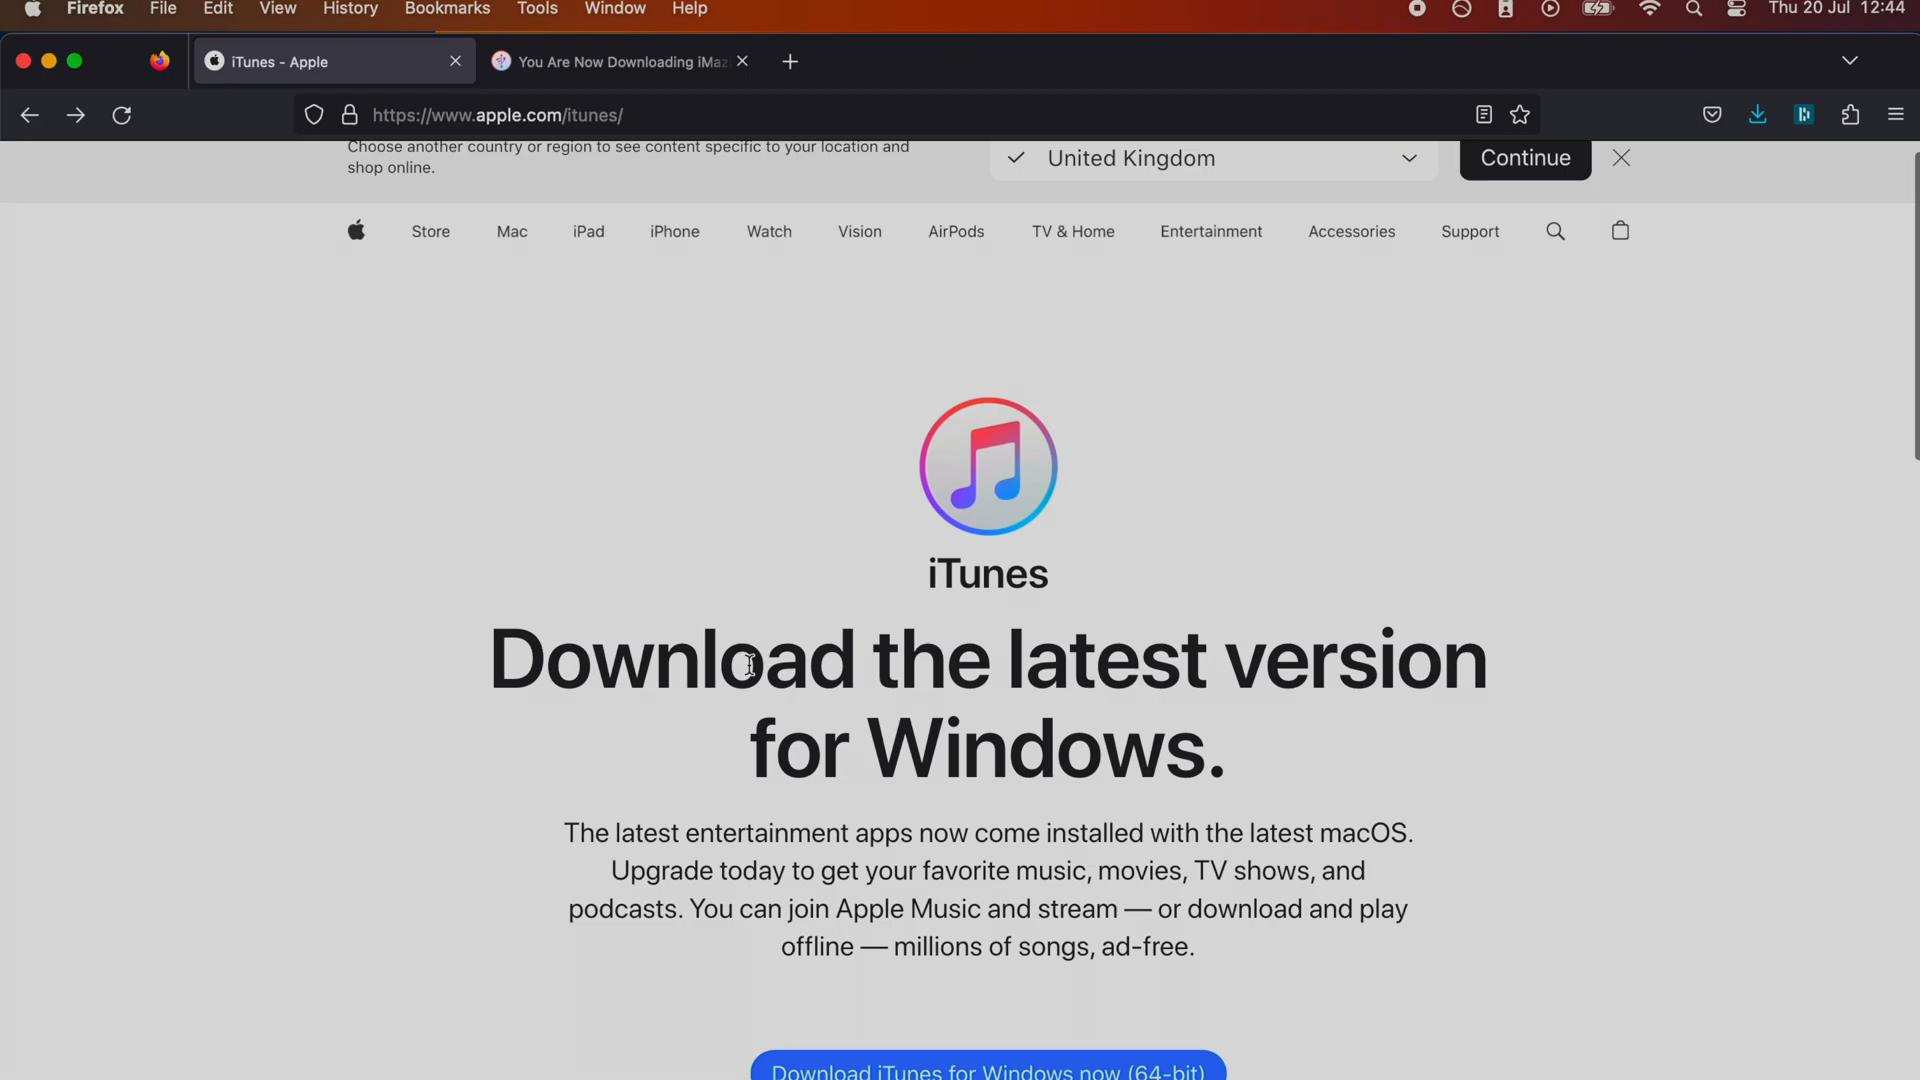 Firefox File Edit View History Bookmarks Tools Window Help Thu 20 Jul 12:44
iTunes - Apple You Are Now Downloading iMaz
https://www.apple.com/itunes/
Choose another country or region to see content specific to your location and
shop online.
United Kingdom Continue
Store Mac iPad iPhone Watch Vision AirPods TV & Home Entertainment Accessories Support
iTunes
Download the latest version
for Windows.
The latest entertainment apps now come installed with the latest macOS.
Upgrade today to get your favorite music, movies, TV shows, and
podcasts. You can join Apple Music and stream — or download and play
offline — millions of songs, ad-free.
Download iTunes for Windows now (64-bit)